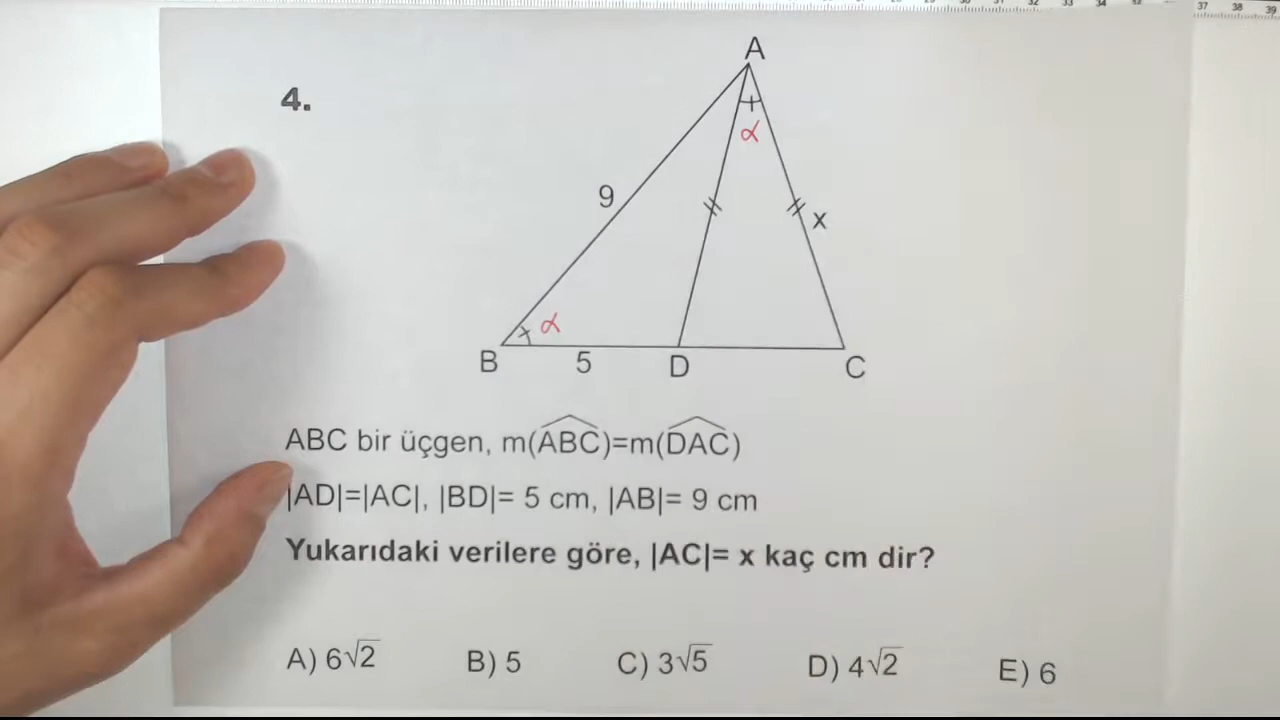 4.
A
α
9
x
α
B 5 D C
ABC bir üçgen, m(ABC)=m(DAC)
|AD|=|AC|, |BD|= 5 cm, |AB|= 9 cm
Yukarıdaki verilere göre, |AC|= x kaç cm dir?
A) 6√2 B) 5 C) 3√5 D) 4√2 E) 6